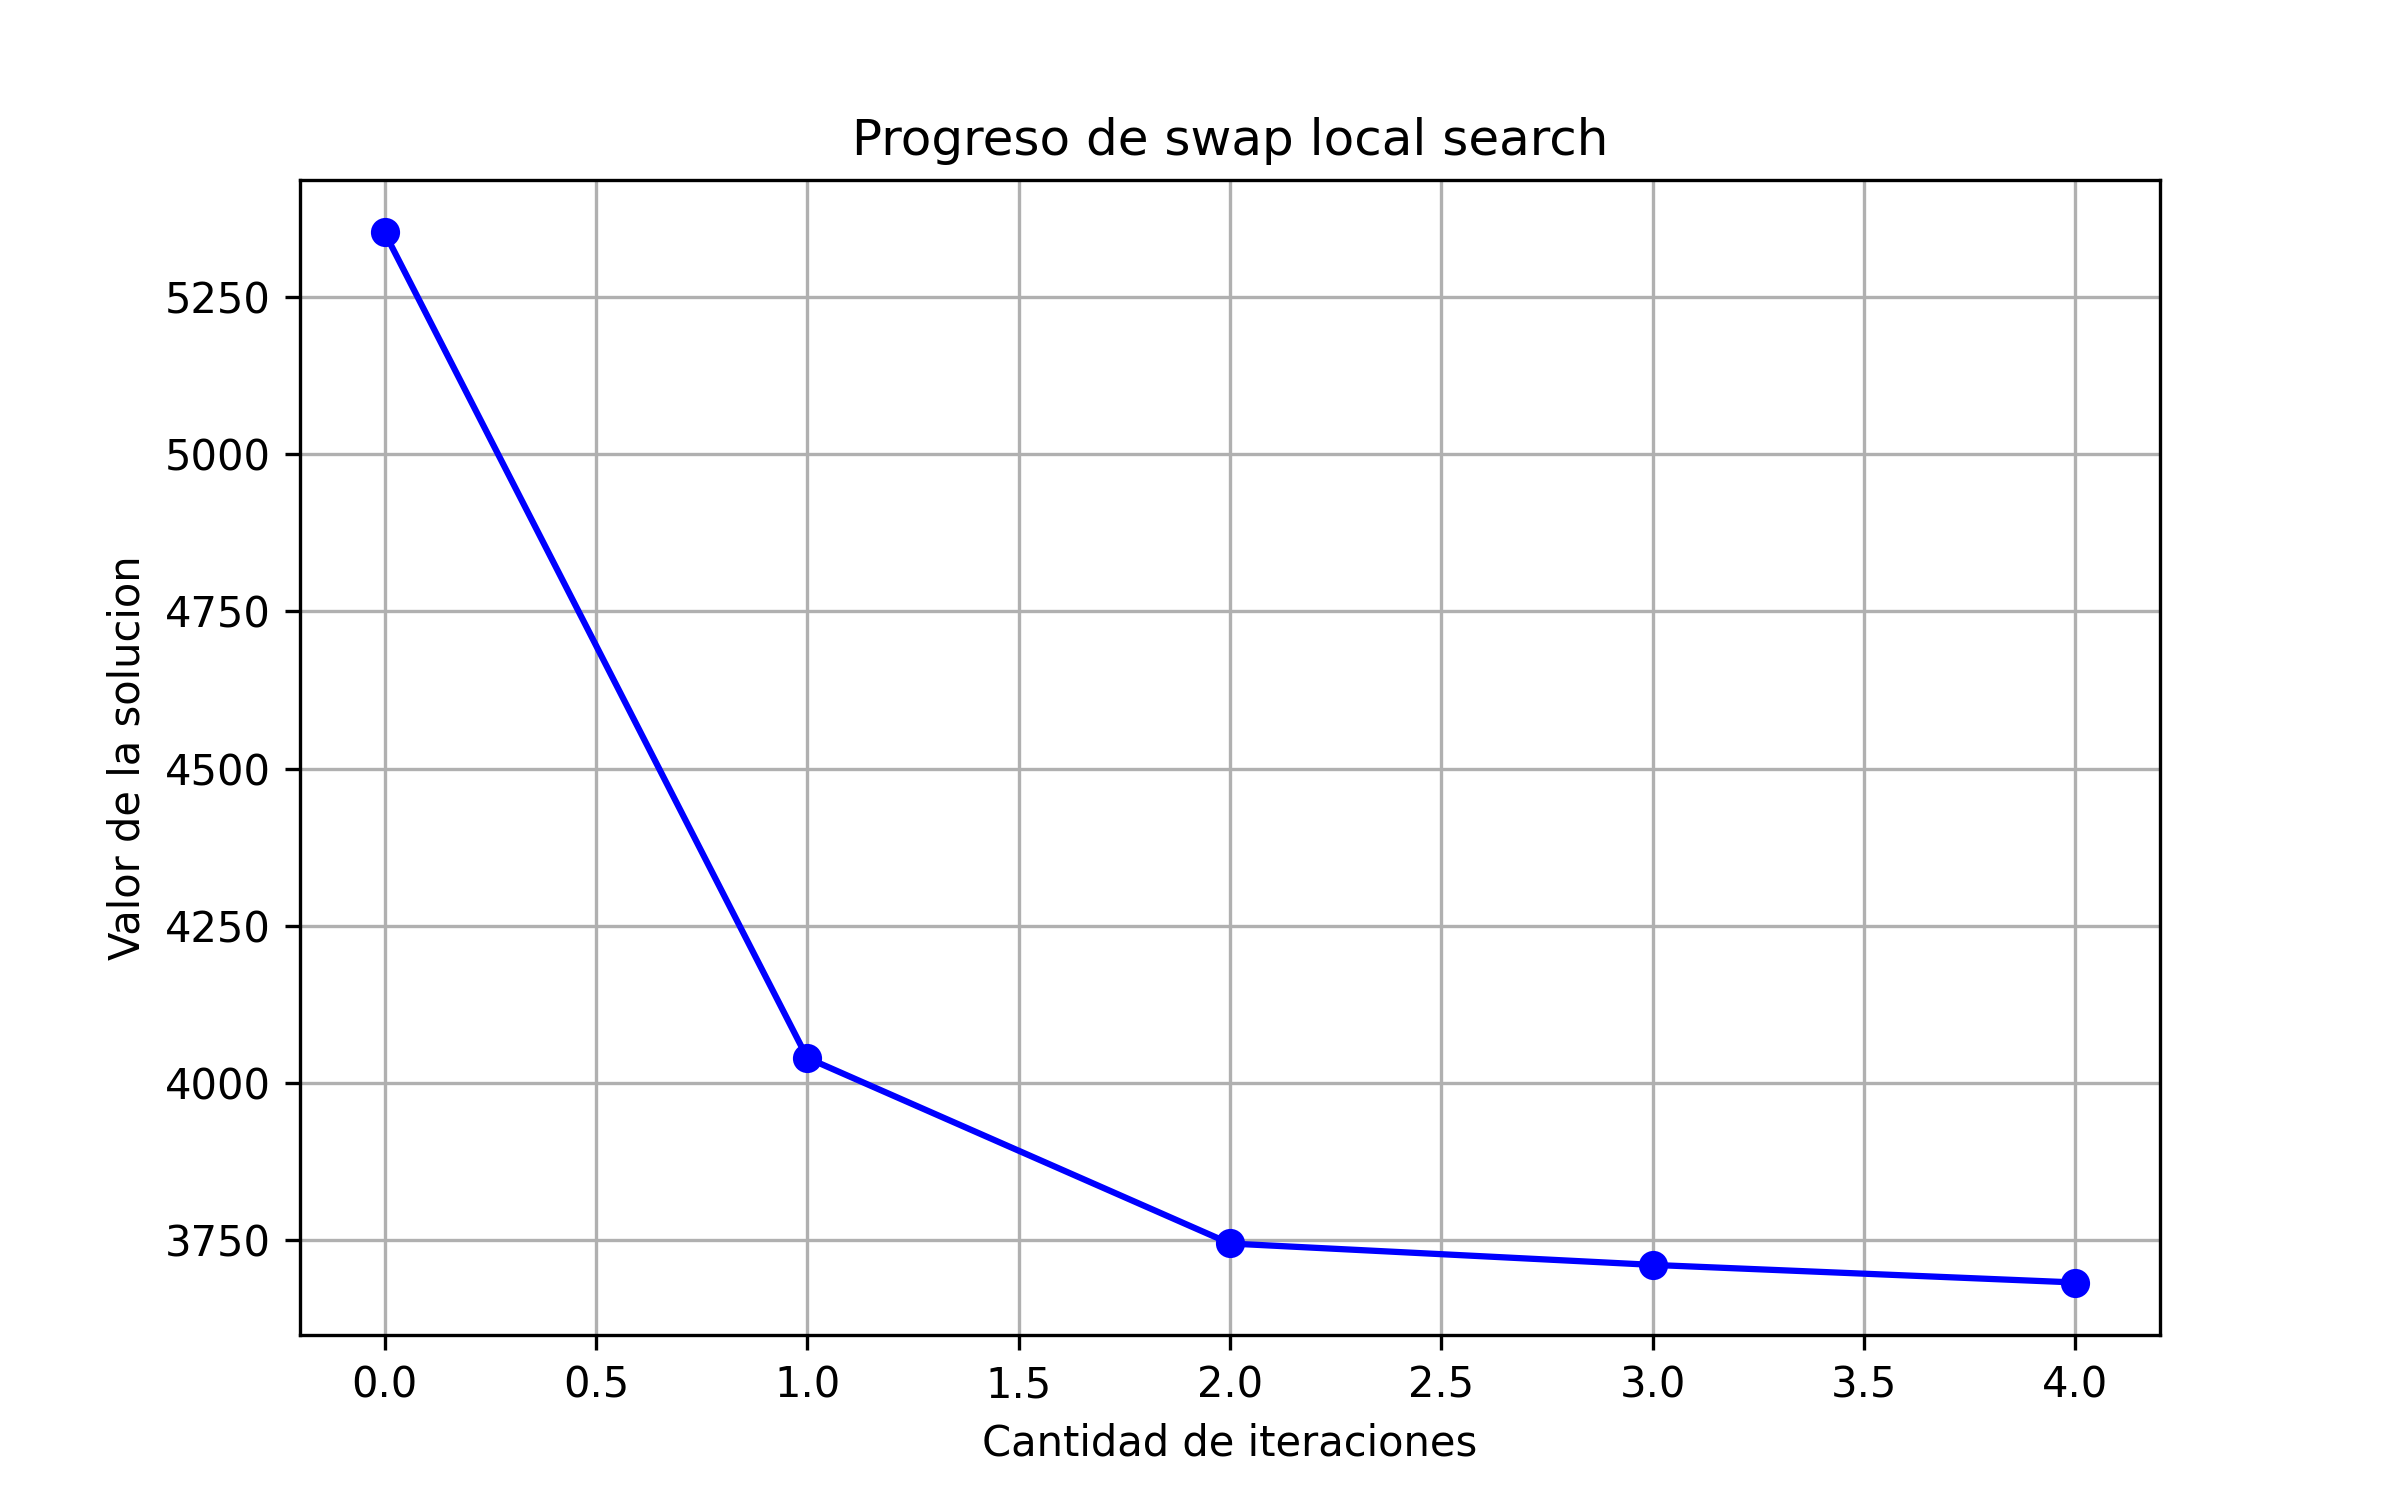 Progreso de swap local search
Valor de la solucion
5250
5000
4750
4500
4250
4000
3750
0.0 0.5 1.0 1.5 2.0 2.5 3.0 3.5 4.0
Cantidad de iteraciones